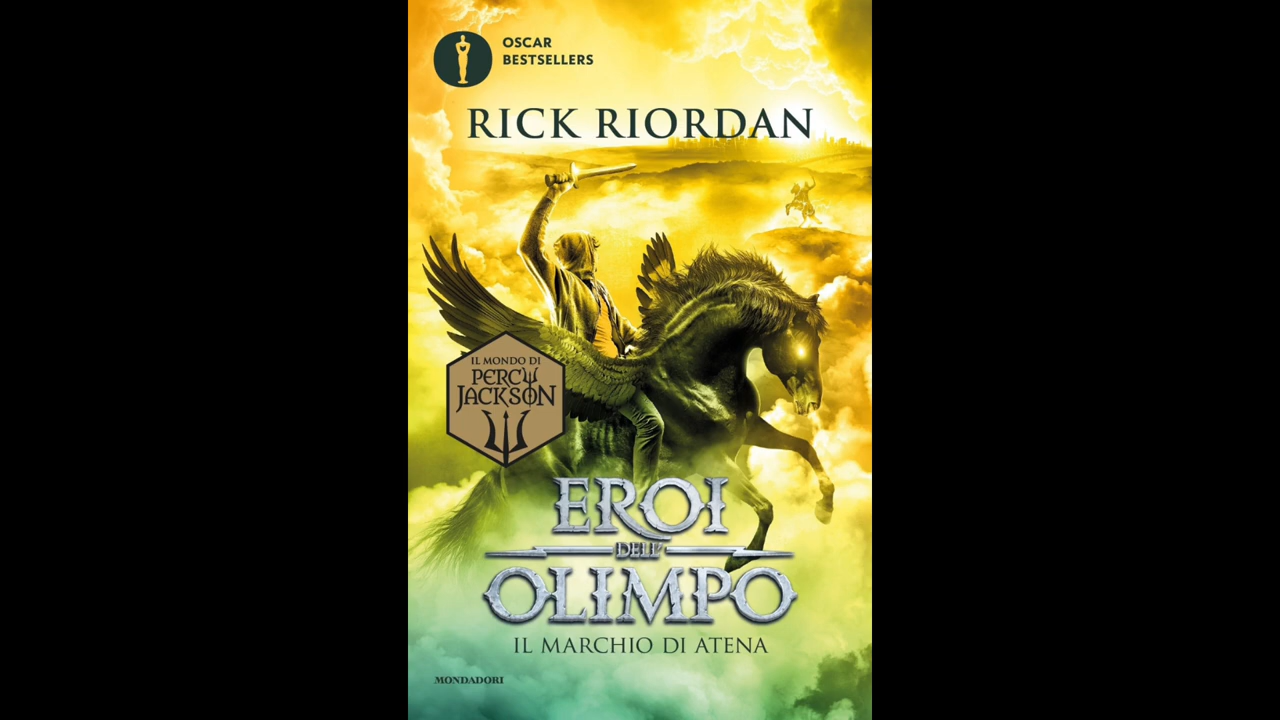 OSCAR
BESTSELLERS
RICK RIORDAN
IL MONDO DI
PERCY
JACKSON
EROI
DELL'
OLIMPO
IL MARCHIO DI ATENA
MONDADORI